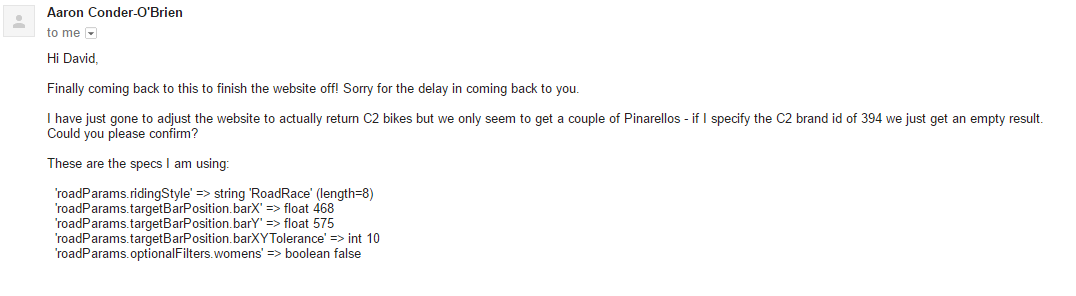 Aaron Conder-O'Brien
to me
Hi David,
Finally coming back to this to finish the website off! Sorry for the delay in coming back to you.
I have just gone to adjust the website to actually return C2 bikes but we only seem to get a couple of Pinarellos - if I specify the C2 brand id of 394 we just get an empty result.
Could you please confirm?
These are the specs I am using:
'roadParams.ridingStyle' => string 'RoadRace' (length=8)
'roadParams.targetBarPosition.barX' => float 468
'roadParams.targetBarPosition.barY' => float 575
'roadParams.targetBarPosition.barXYTolerance' => int 10
'roadParams.optionalFilters.womens' => boolean false